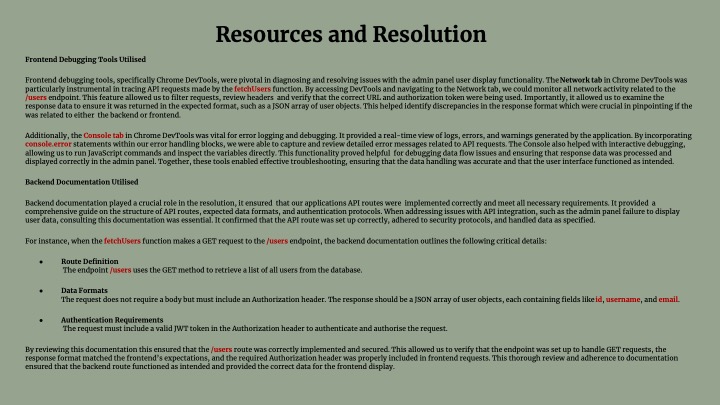 Resources and Resolution
Frontend Debugging Tools Utilised
Frontend debugging tools, specifically Chrome DevTools, were pivotal in diagnosing and resolving issues with the admin panel user display functionality. The Network tab in Chrome DevTools was
particularly instrumental in tracing API requests made by the fetchUsers function. By accessing DevTools and navigating to the Network tab, we could monitor all network activity related to the
/users endpoint. This feature allowed us to filter requests, review headers and verify that the correct URL and authorization token were being used. Importantly, it allowed us to examine the
response data to ensure it was returned in the expected format, such as a JSON array of user objects. This helped identify discrepancies in the response format which were crucial in pinpointing if the
was related to either the backend or frontend.
Additionally, the Console tab in Chrome DevTools was vital for error logging and debugging. It provided a real-time view of logs, errors, and warnings generated by the application. By incorporating
console.error statements within our error handling blocks, we were able to capture and review detailed error messages related to API requests. The Console also helped with interactive debugging,
allowing us to run JavaScript commands and inspect the variables directly. This functionality proved helpful for debugging data flow issues and ensuring that response data was processed and
displayed correctly in the admin panel. Together, these tools enabled effective troubleshooting, ensuring that the data handling was accurate and that the user interface functioned as intended.
Backend Documentation Utilised
Backend documentation played a crucial role in the resolution, it ensured that our applications API routes were implemented correctly and meet all necessary requirements. It provided a
comprehensive guide on the structure of API routes, expected data formats, and authentication protocols. When addressing issues with API integration, such as the admin panel failure to display
user data, consulting this documentation was essential. It confirmed that the API route was set up correctly, adhered to security protocols, and handled data as specified.
For instance, when the fetchUsers function makes a GET request to the /users endpoint, the backend documentation outlines the following critical details:
● Route Definition
The endpoint /users uses the GET method to retrieve a list of all users from the database.
● Data Formats
The request does not require a body but must include an Authorization header. The response should be a JSON array of user objects, each containing fields like id, username, and email.
● Authentication Requirements
The request must include a valid JWT token in the Authorization header to authenticate and authorise the request.
By reviewing this documentation this ensured that the /users route was correctly implemented and secured. This allowed us to verify that the endpoint was set up to handle GET requests, the
response format matched the frontend's expectations, and the required Authorization header was properly included in frontend requests. This thorough review and adherence to documentation
ensured that the backend route functioned as intended and provided the correct data for the frontend display.